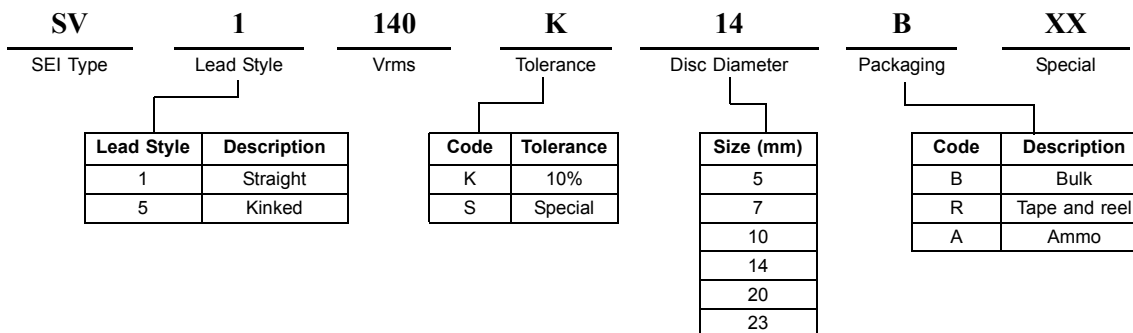 SV 1 140 K 14 B XX
SEI Type Lead Style Vrms Tolerance Disc Diameter Packaging Special
Lead Style Description
1 Straight
5 Kinked
Code Tolerance
K 10%
S Special
Size (mm)
5
7
10
14
20
23
Code Description
B Bulk
R Tape and reel
A Ammo